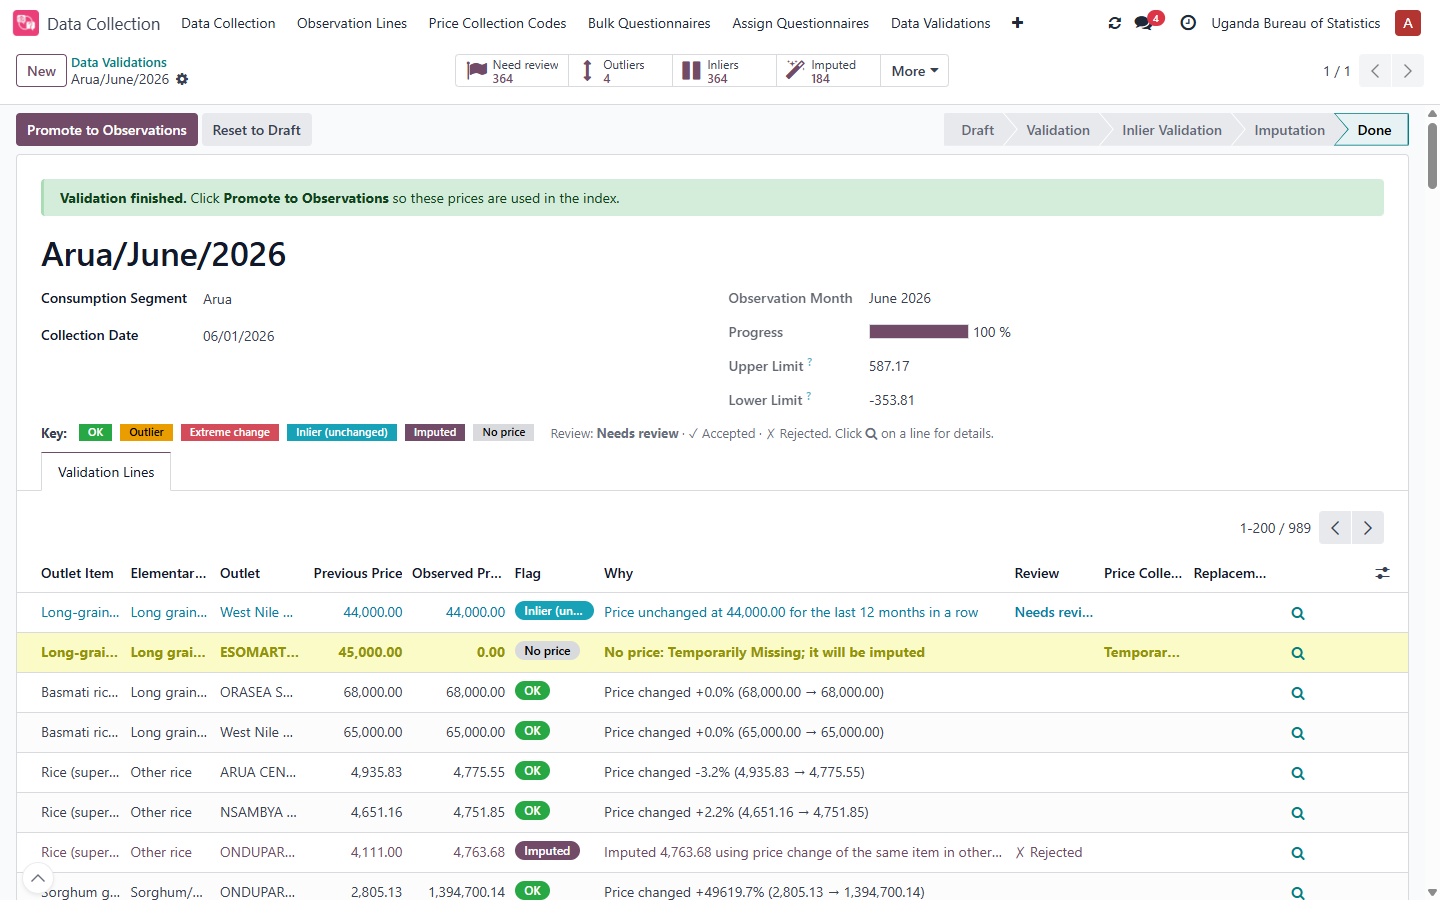 Data Collection
Data Collection
Observation Lines
Price Collection Codes
Bulk Questionnaires
Assign Questionnaires
Data Validations
4
Uganda Bureau of Statistics
A
New
Data Validations
Arua/June/2026
Need review
364
Outliers
4
Inliers
364
Imputed
184
More
1 / 1
Promote to Observations
Reset to Draft
Draft
Validation
Inlier Validation
Imputation
Done
Validation finished. Click Promote to Observations so these prices are used in the index.
Arua/June/2026
Consumption Segment Arua
Collection Date 06/01/2026
Observation Month June 2026
Progress 100 %
Upper Limit ? 587.17
Lower Limit ? -353.81
Key: OK Outlier Extreme change Inlier (unchanged) Imputed No price Review: Needs review · ✓ Accepted · ✗ Rejected. Click on a line for details.
Validation Lines
1-200 / 989
Outlet Item Elementar... Outlet Previous Price Observed Pr... Flag Why Review Price Colle... Replacem...
Long-grain... Long grain... West Nile ... 44,000.00 44,000.00 Inlier (un... Price unchanged at 44,000.00 for the last 12 months in a row Needs revi...
Long-grai... Long grai... ESOMART... 45,000.00 0.00 No price No price: Temporarily Missing; it will be imputed Temporar...
Basmati ric... Long grain... ORASEA S... 68,000.00 68,000.00 OK Price changed +0.0% (68,000.00 → 68,000.00)
Basmati ric... Long grain... West Nile ... 65,000.00 65,000.00 OK Price changed +0.0% (65,000.00 → 65,000.00)
Rice (super... Other rice ARUA CEN... 4,935.83 4,775.55 OK Price changed -3.2% (4,935.83 → 4,775.55)
Rice (super... Other rice NSAMBYA ... 4,651.16 4,751.85 OK Price changed +2.2% (4,651.16 → 4,751.85)
Rice (super... Other rice ONDUPAR... 4,111.00 4,763.68 Imputed Imputed 4,763.68 using price change of the same item in other... ✗ Rejected
Sorghum g... Sorghum/... ONDUPAR... 2,805.13 1,394,700.14 OK Price changed +49619.7% (2,805.13 → 1,394,700.14)